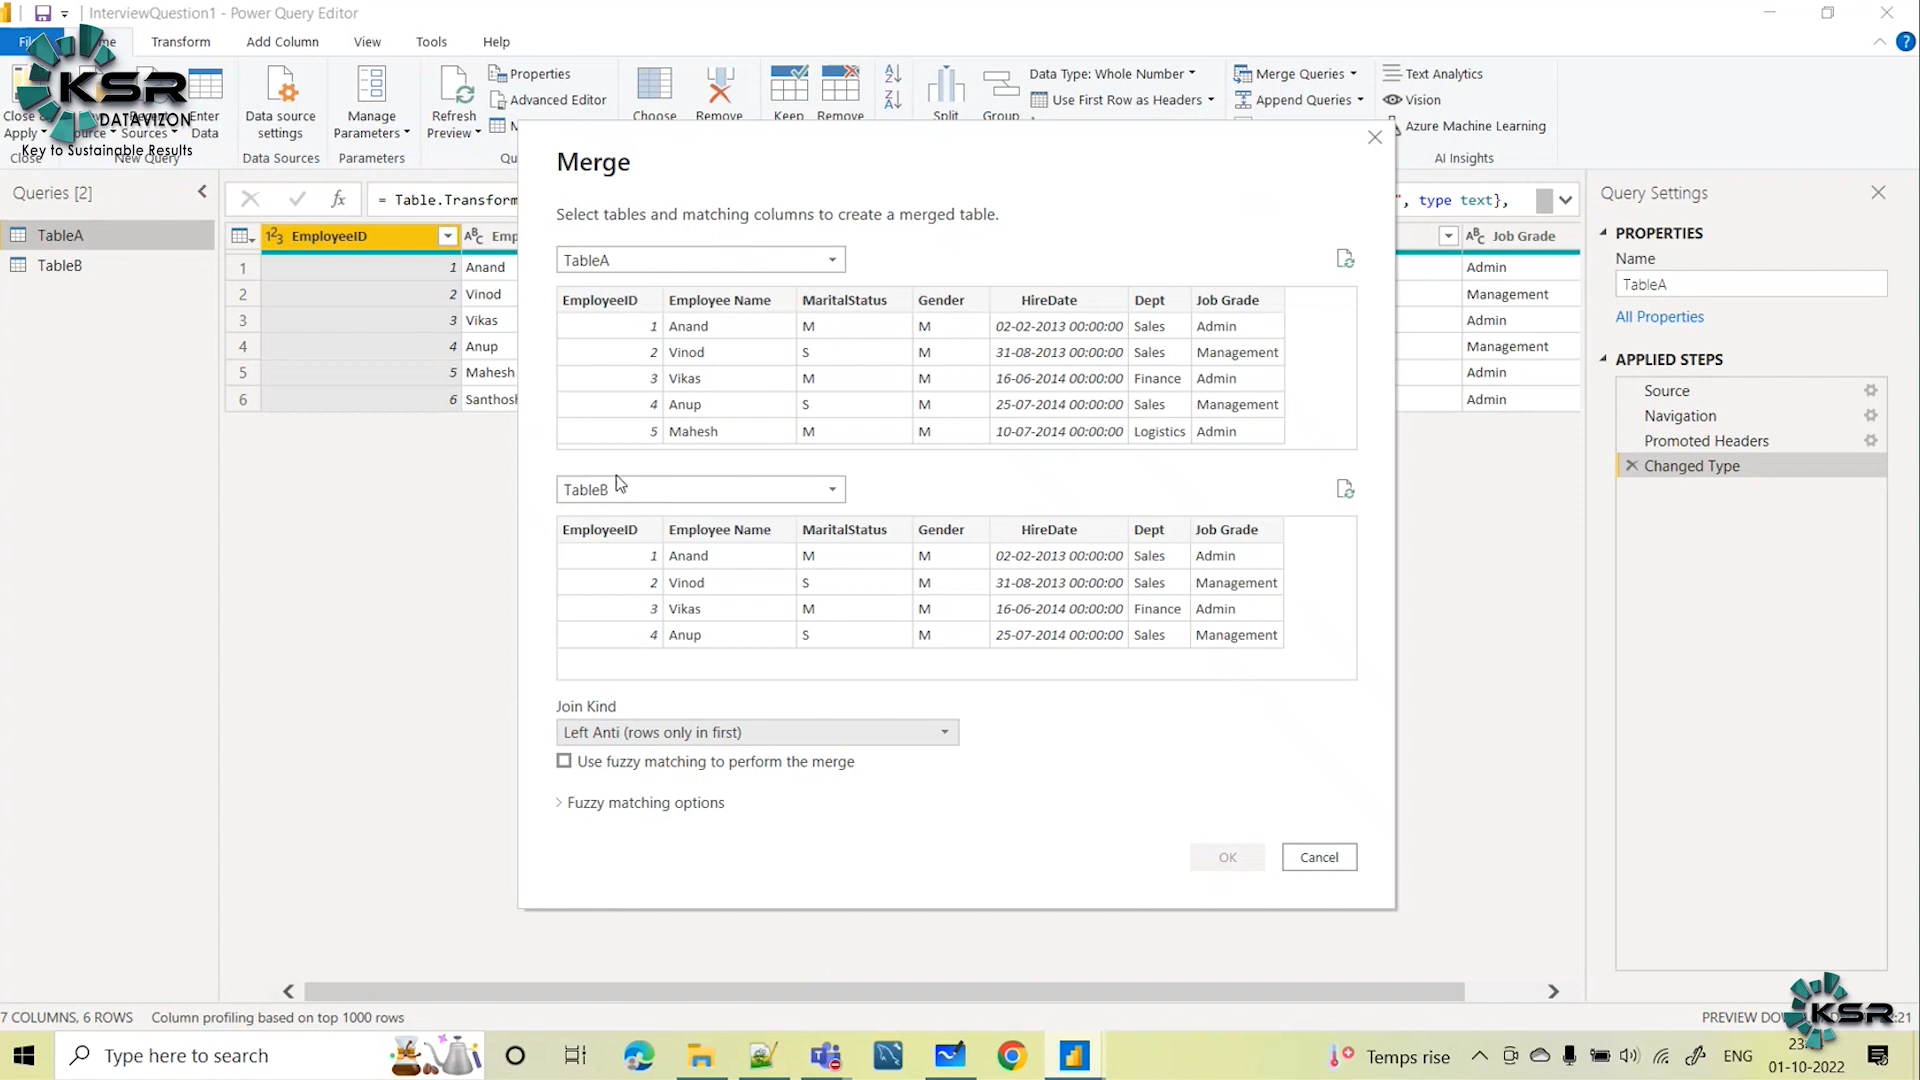 InterviewQuestion1 - Power Query Editor
Transform
Add Column
View
Tools
Help
KSR
DATAVIZON
Key to Sustainable Results
Close &
Apply
Close
Sources
Enter
Data
New Query
Data source
settings
Data Sources
Manage
Parameters
Parameters
Refresh
Preview
Properties
Advanced Editor
Choose
Remove
Keep
Remove
Split
Group
Data Type: Whole Number
Use First Row as Headers
Merge Queries
Append Queries
Text Analytics
Vision
Azure Machine Learning
AI Insights
Queries [2]
TableA
TableB
fx
= Table.Transform
", type text},
EmployeeID
Job Grade
1 Anand Admin
2 Vinod Management
3 Vikas Admin
4 Anup Management
5 Mahesh Admin
6 Santhosh Admin
Merge
Select tables and matching columns to create a merged table.
TableA
EmployeeID Employee Name MaritalStatus Gender HireDate Dept Job Grade
1 Anand M M 02-02-2013 00:00:00 Sales Admin
2 Vinod S M 31-08-2013 00:00:00 Sales Management
3 Vikas M M 16-06-2014 00:00:00 Finance Admin
4 Anup S M 25-07-2014 00:00:00 Sales Management
5 Mahesh M M 10-07-2014 00:00:00 Logistics Admin
TableB
EmployeeID Employee Name MaritalStatus Gender HireDate Dept Job Grade
1 Anand M M 02-02-2013 00:00:00 Sales Admin
2 Vinod S M 31-08-2013 00:00:00 Sales Management
3 Vikas M M 16-06-2014 00:00:00 Finance Admin
4 Anup S M 25-07-2014 00:00:00 Sales Management
Join Kind
Left Anti (rows only in first)
Use fuzzy matching to perform the merge
Fuzzy matching options
OK
Cancel
Query Settings
PROPERTIES
Name
TableA
All Properties
APPLIED STEPS
Source
Navigation
Promoted Headers
Changed Type
7 COLUMNS, 6 ROWS
Column profiling based on top 1000 rows
PREVIEW
KSR
Type here to search
Temps rise
ENG
01-10-2022